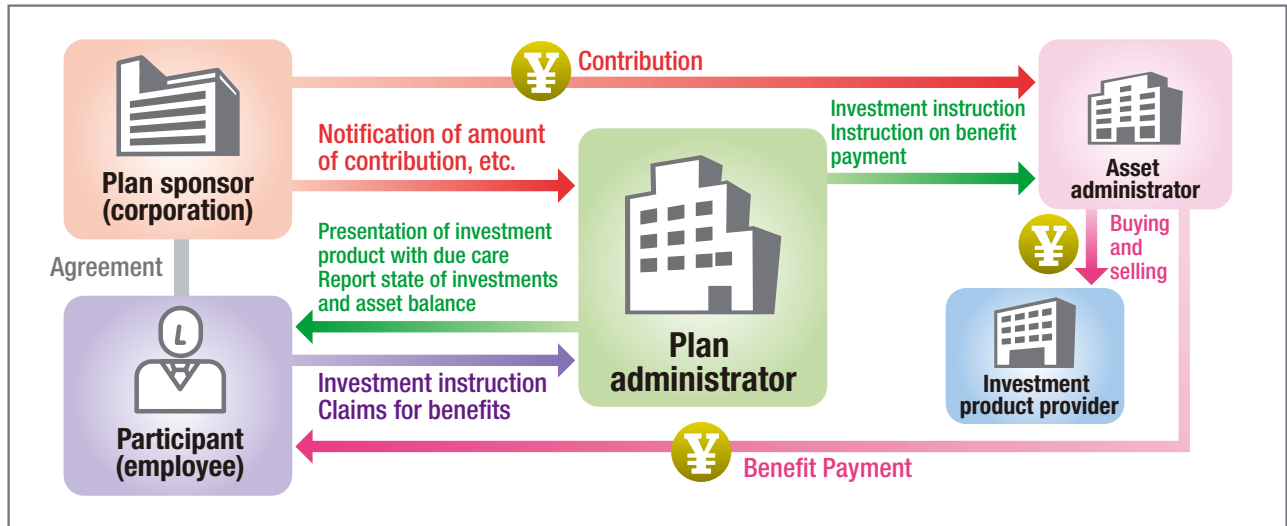 ¥ Contribution
Plan sponsor
(corporation)
Notification of amount
of contribution, etc.
Investment instruction
Instruction on benefit
payment
Asset
administrator
Agreement
Presentation of investment
product with due care
Report state of investments
and asset balance
Plan
administrator
¥
Buying
and
selling
Investment
product provider
Participant
(employee)
Investment instruction
Claims for benefits
¥ Benefit Payment